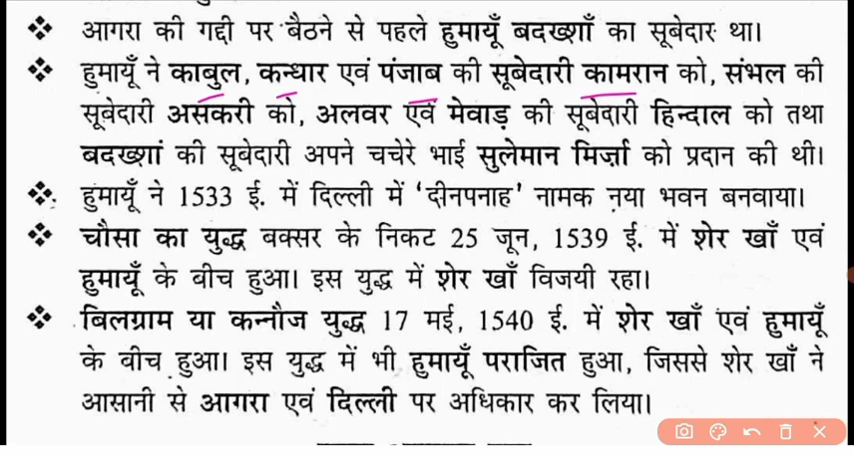 ❖ आगरा की गद्दी पर बैठने से पहले हुमायूँ बदख्शाँ का सूबेदार था।
❖ हुमायूँ ने काबुल, कन्धार एवं पंजाब की सूबेदारी कामरान को, संभल की
सूबेदारी असकरी को, अलवर एवं मेवाड़ की सूबेदारी हिन्दाल को तथा
बदख्शां की सूबेदारी अपने चचेरे भाई सुलेमान मिर्ज़ा को प्रदान की थी।
❖ हुमायूँ ने 1533 ई. में दिल्ली में ‘दीनपनाह’ नामक नया भवन बनवाया।
❖ चौसा का युद्ध बक्सर के निकट 25 जून, 1539 ई. में शेर खाँ एवं
हुमायूँ के बीच हुआ। इस युद्ध में शेर खाँ विजयी रहा।
❖ बिलग्राम या कन्नौज युद्ध 17 मई, 1540 ई. में शेर खाँ एवं हुमायूँ
के बीच हुआ। इस युद्ध में भी हुमायूँ पराजित हुआ, जिससे शेर खाँ ने
आसानी से आगरा एवं दिल्ली पर अधिकार कर लिया।